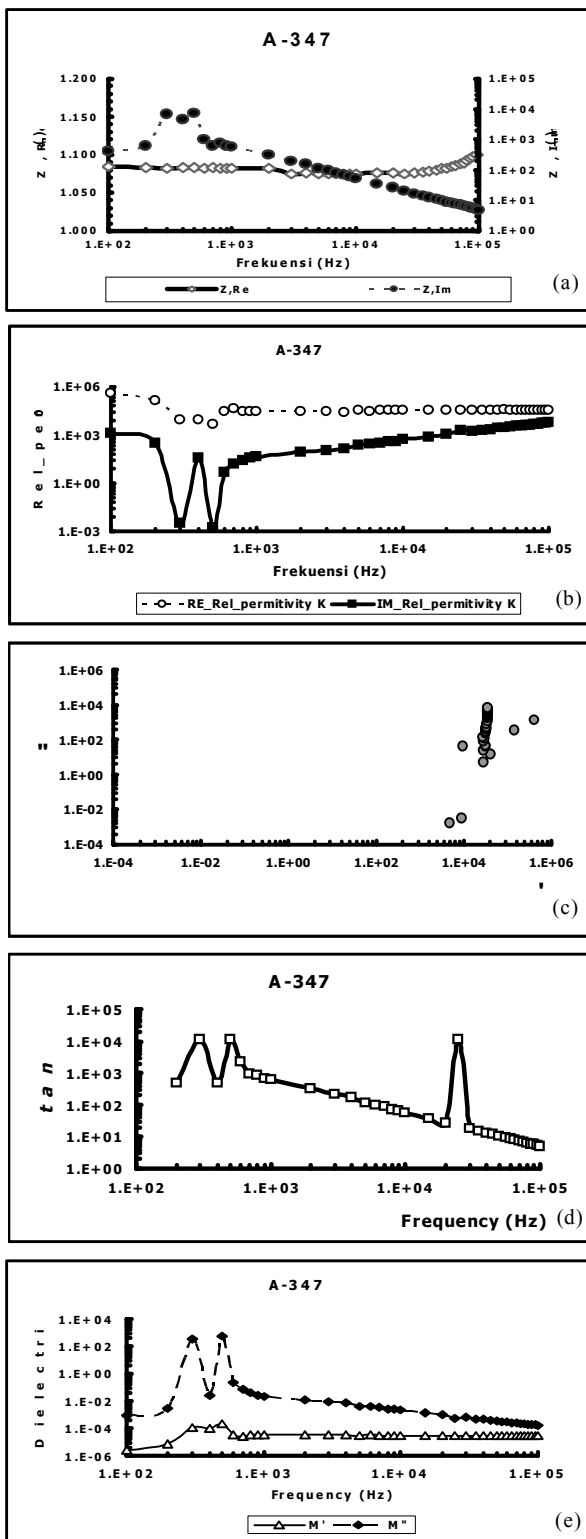 A-347
1.200
1.150
1.100
1.050
1.000
1.E+05
1.E+04
1.E+03
1.E+02
1.E+01
1.E+00
1.E+02
1.E+03
1.E+04
1.E+05
Frekuensi (Hz)
Z,Re
Z,Im
(a)
A-347
1.E+06
1.E+03
1.E+00
1.E-03
1.E+02
1.E+03
1.E+04
1.E+05
Frekuensi (Hz)
RE_Rel_permitivity K
IM_Rel_permitivity K
(b)
"
1.E+06
1.E+04
1.E+02
1.E+00
1.E-02
1.E-04
1.E-04
1.E-02
1.E+00
1.E+02
1.E+04
1.E+06
'
(c)
A-347
tan
1.E+05
1.E+04
1.E+03
1.E+02
1.E+01
1.E+00
1.E+02
1.E+03
1.E+04
1.E+05
Frequency (Hz)
(d)
A-347
Dielectri
1.E+04
1.E+02
1.E+00
1.E-02
1.E-04
1.E-06
1.E+02
1.E+03
1.E+04
1.E+05
Frequency (Hz)
M'
M"
(e)